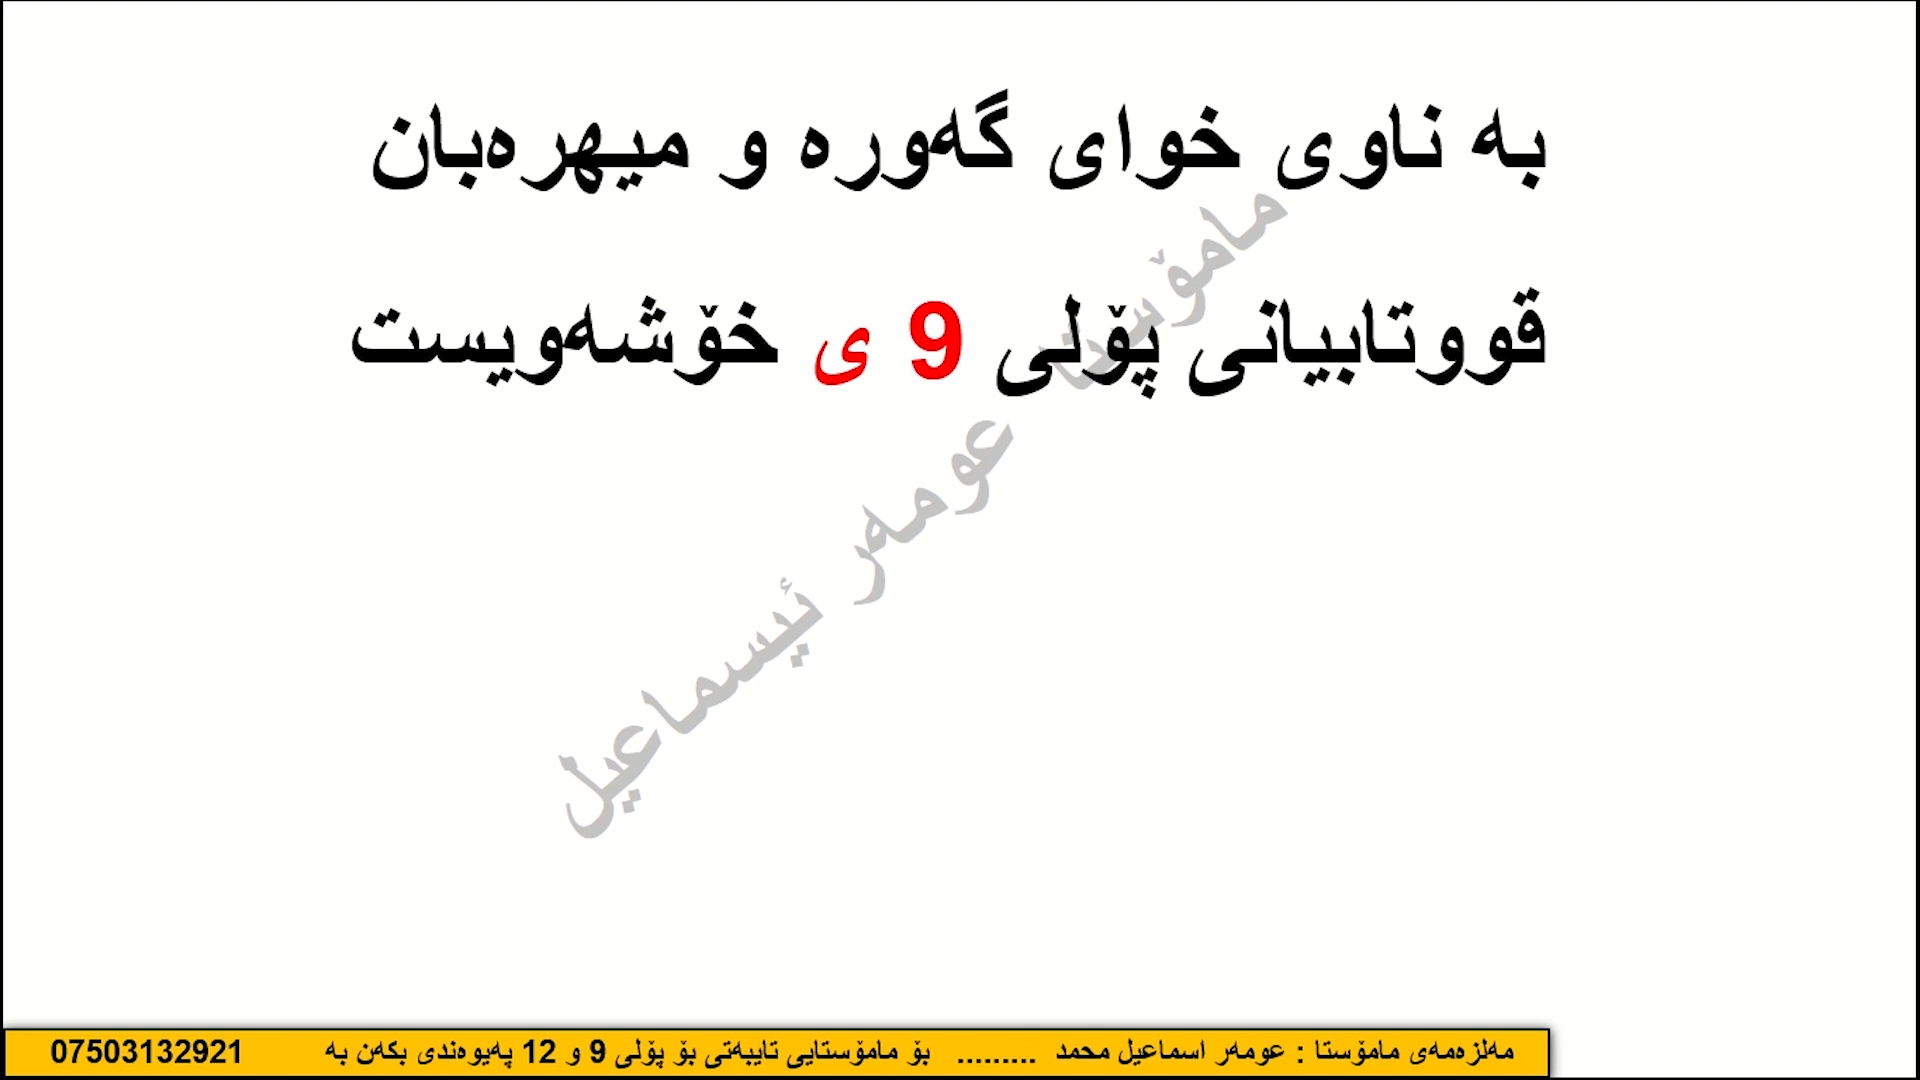 به ناوی خوای گەورە و میهرەبان
قووتابیانی پۆلی 9 ی خۆشەویست
مامۆستا عومەر ئیسماعیل
مەلزەمەی مامۆستا : عومەر اسماعیل محمد ......... بۆ مامۆستایی تایبەتی بۆ پۆلی 9 و 12 پەیوەندی بکەن بە 07503132921